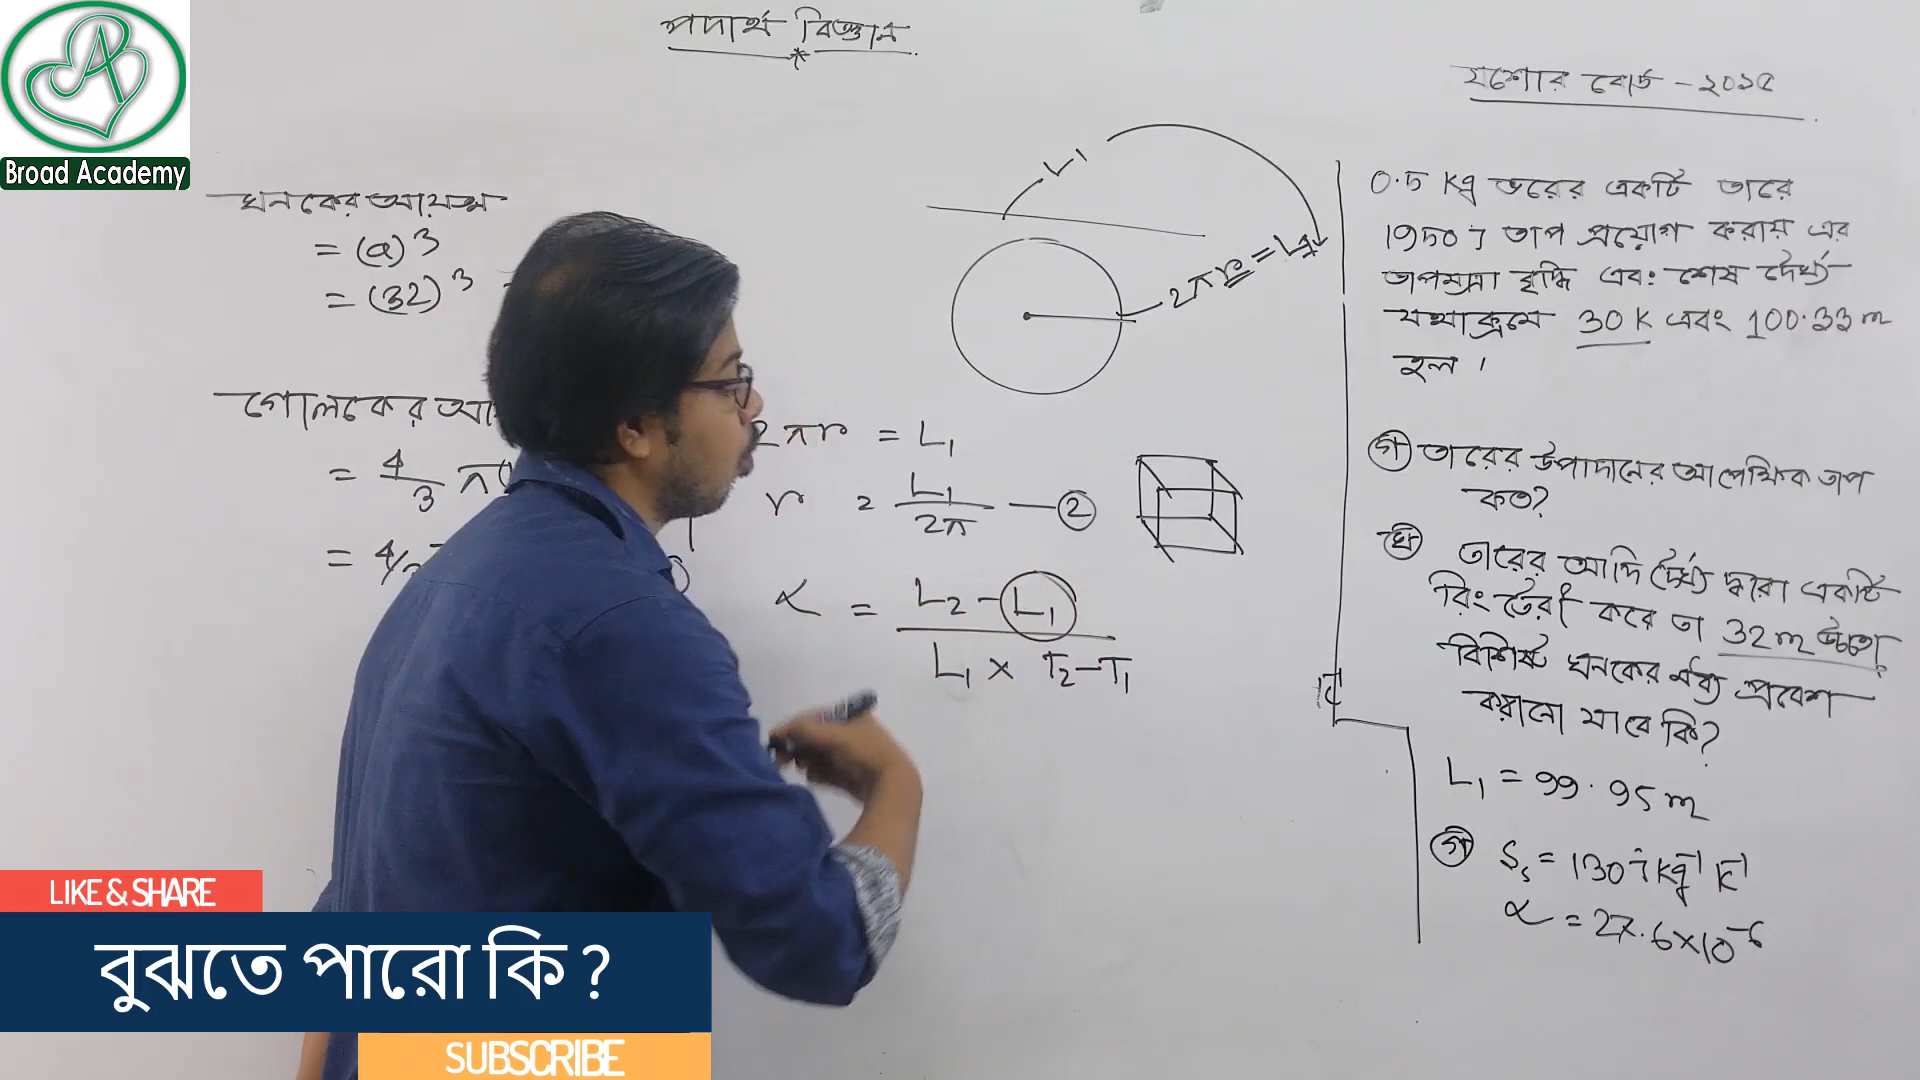 Broad Academy
পদার্থ বিজ্ঞান
যশোর বোর্ড - ২০১৫
ঘনকের আয়তন
= (a)³
= (32)³
গোলকের আ
= 4/3 π(
= 4/
L₁
2πr = L₁
2πr = L₁
r = L₁/2π — ②
α = L₂ - L₁ / L₁ × T₂-T₁
0.5 Kg ভরের একটি তারে
1950 J তাপ প্রয়োগ করায় এর
তাপমাত্রা বৃদ্ধি এবং শেষ দৈর্ঘ্য
যথাক্রমে 30 K এবং 100.33 m
হল ।
গ তারের উপাদানের আপেক্ষিক তাপ
কত?
ঘ তারের আদি দৈর্ঘ্য দ্বারা একটি
রিং তৈরী করে তা 32 m উচ্চতা
বিশিষ্ট ঘনকের মধ্যে প্রবেশ
করানো যাবে কি?
L₁ = 99.95 m
গ S = 130 J kg⁻¹ K⁻¹
α = 27.6×10⁻⁶
LIKE & SHARE
বুঝতে পারো কি ?
SUBSCRIBE